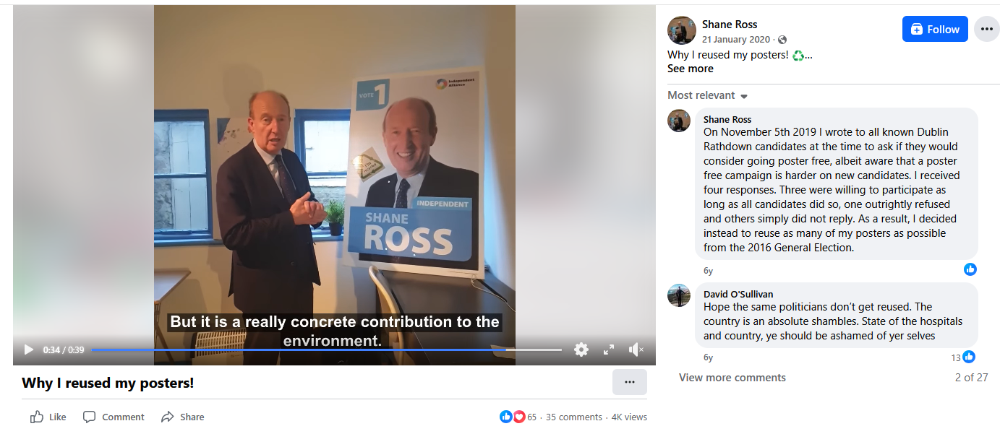 VOTE 1
Independent
Alliance
I'm
recycled
INDEPENDENT
SHANE
ROSS
But it is a really concrete contribution to the
environment.
0:34 / 0:39
Why I reused my posters!
Like
Comment
Share
65 · 35 comments · 4K views
Shane Ross
21 January 2020 ·
Follow
Why I reused my posters! ♻️...
See more
Most relevant
Shane Ross
On November 5th 2019 I wrote to all known Dublin
Rathdown candidates at the time to ask if they would
consider going poster free, albeit aware that a poster
free campaign is harder on new candidates. I received
four responses. Three were willing to participate as
long as all candidates did so, one outrightly refused
and others simply did not reply. As a result, I decided
instead to reuse as many of my posters as possible
from the 2016 General Election.
6y
David O'Sullivan
Hope the same politicians don't get reused. The
country is an absolute shambles. State of the hospitals
and country, ye should be ashamed of yer selves
6y
13
View more comments
2 of 27